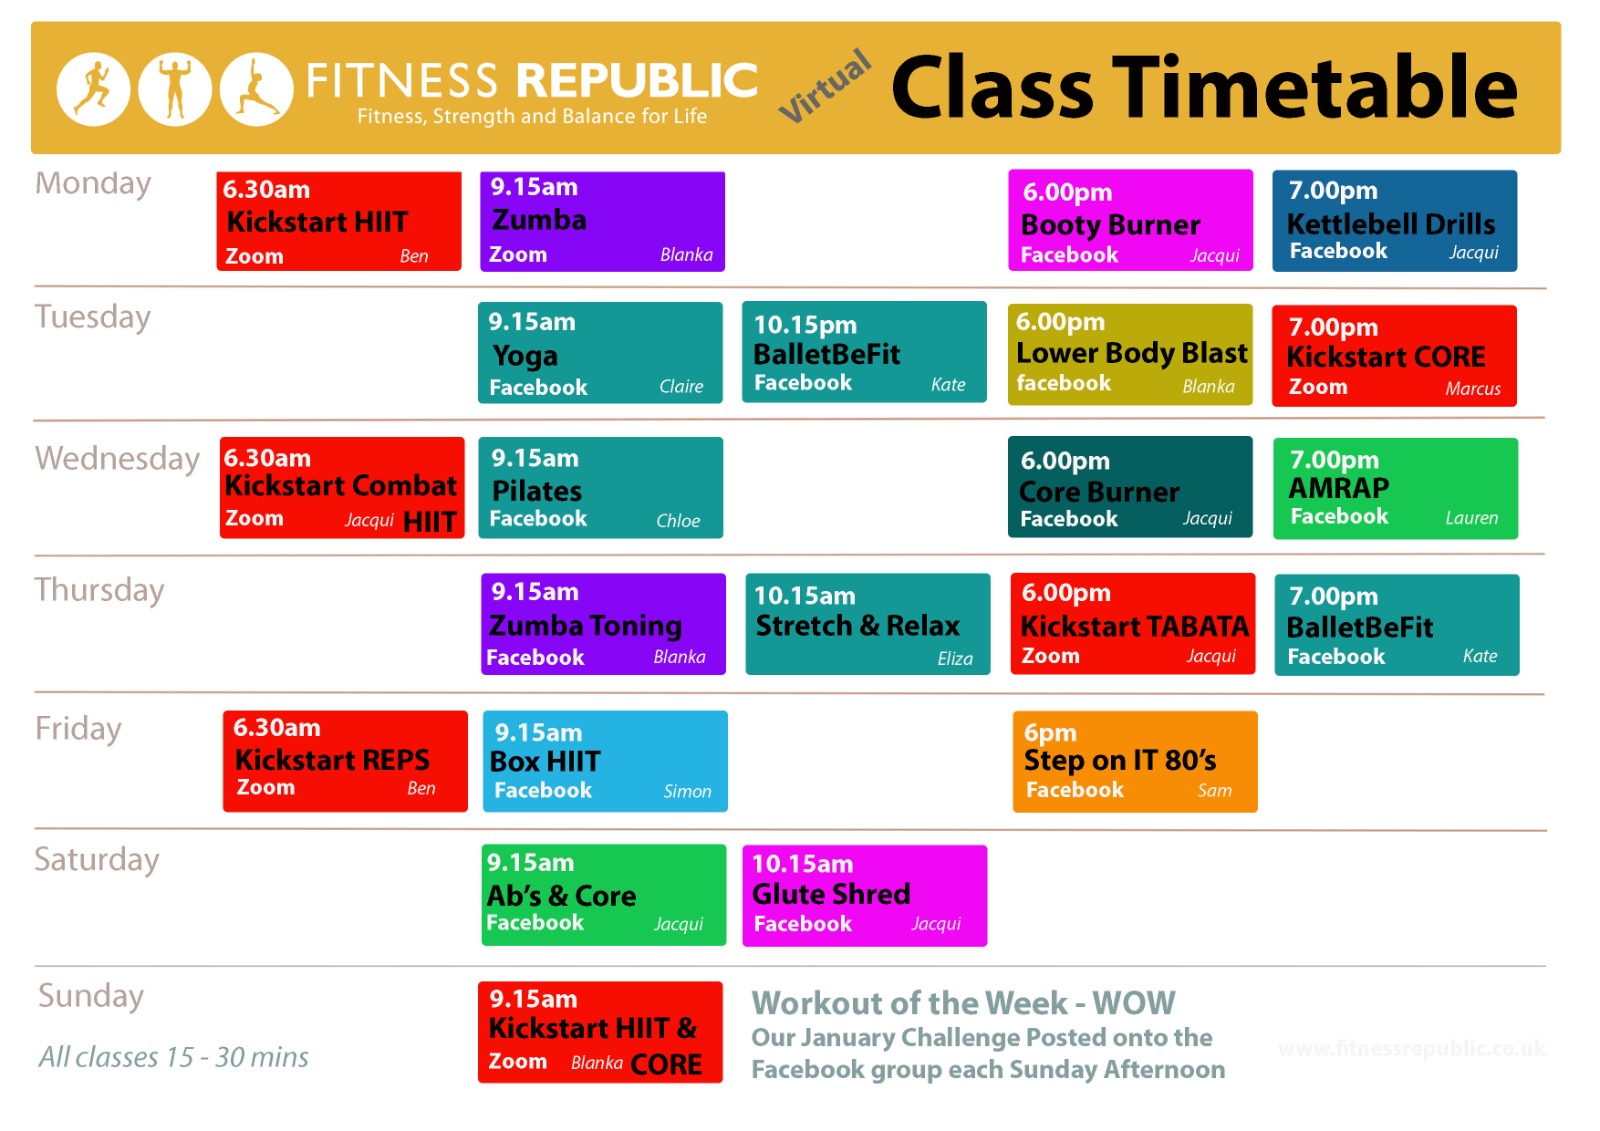 FITNESS REPUBLIC
Fitness, Strength and Balance for Life
Virtual
Class Timetable
Monday
6.30am
Kickstart HIIT
Zoom Ben
9.15am
Zumba
Zoom Blanka
6.00pm
Booty Burner
Facebook Jacqui
7.00pm
Kettlebell Drills
Facebook Jacqui
Tuesday
9.15am
Yoga
Facebook Claire
10.15pm
BalletBeFit
Facebook Kate
6.00pm
Lower Body Blast
facebook Blanka
7.00pm
Kickstart CORE
Zoom Marcus
Wednesday
6.30am
Kickstart Combat
Zoom Jacqui HIIT
9.15am
Pilates
Facebook Chloe
6.00pm
Core Burner
Facebook Jacqui
7.00pm
AMRAP
Facebook Lauren
Thursday
9.15am
Zumba Toning
Facebook Blanka
10.15am
Stretch & Relax
Eliza
6.00pm
Kickstart TABATA
Zoom Jacqui
7.00pm
BalletBeFit
Facebook Kate
Friday
6.30am
Kickstart REPS
Zoom Ben
9.15am
Box HIIT
Facebook Simon
6pm
Step on IT 80’s
Facebook Sam
Saturday
9.15am
Ab’s & Core
Facebook Jacqui
10.15am
Glute Shred
Facebook Jacqui
Sunday
All classes 15 - 30 mins
9.15am
Kickstart HIIT &
Zoom Blanka CORE
Workout of the Week - WOW
Our January Challenge Posted onto the
Facebook group each Sunday Afternoon
www.fitnessrepublic.co.uk